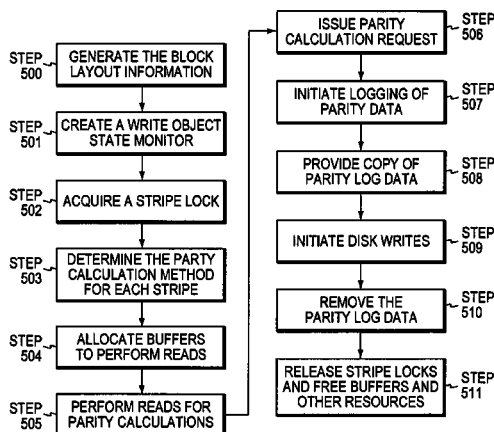 STEP
500
GENERATE THE BLOCK
LAYOUT INFORMATION
STEP
501
CREATE A WRITE OBJECT
STATE MONITOR
STEP
502
ACQUIRE A STRIPE LOCK
STEP
503
DETERMINE THE PARTY
CALCULATION METHOD
FOR EACH STRIPE
STEP
504
ALLOCATE BUFFERS
TO PERFORM READS
STEP
505
PERFORM READS FOR
PARITY CALCULATIONS
ISSUE PARITY
CALCULATION REQUEST
STEP
506
INITIATE LOGGING OF
PARITY DATA
STEP
507
PROVIDE COPY OF
PARITY LOG DATA
STEP
508
INITIATE DISK WRITES
STEP
509
REMOVE THE
PARITY LOG DATA
STEP
510
RELEASE STRIPE LOCKS
AND FREE BUFFERS AND
OTHER RESOURCES
STEP
511